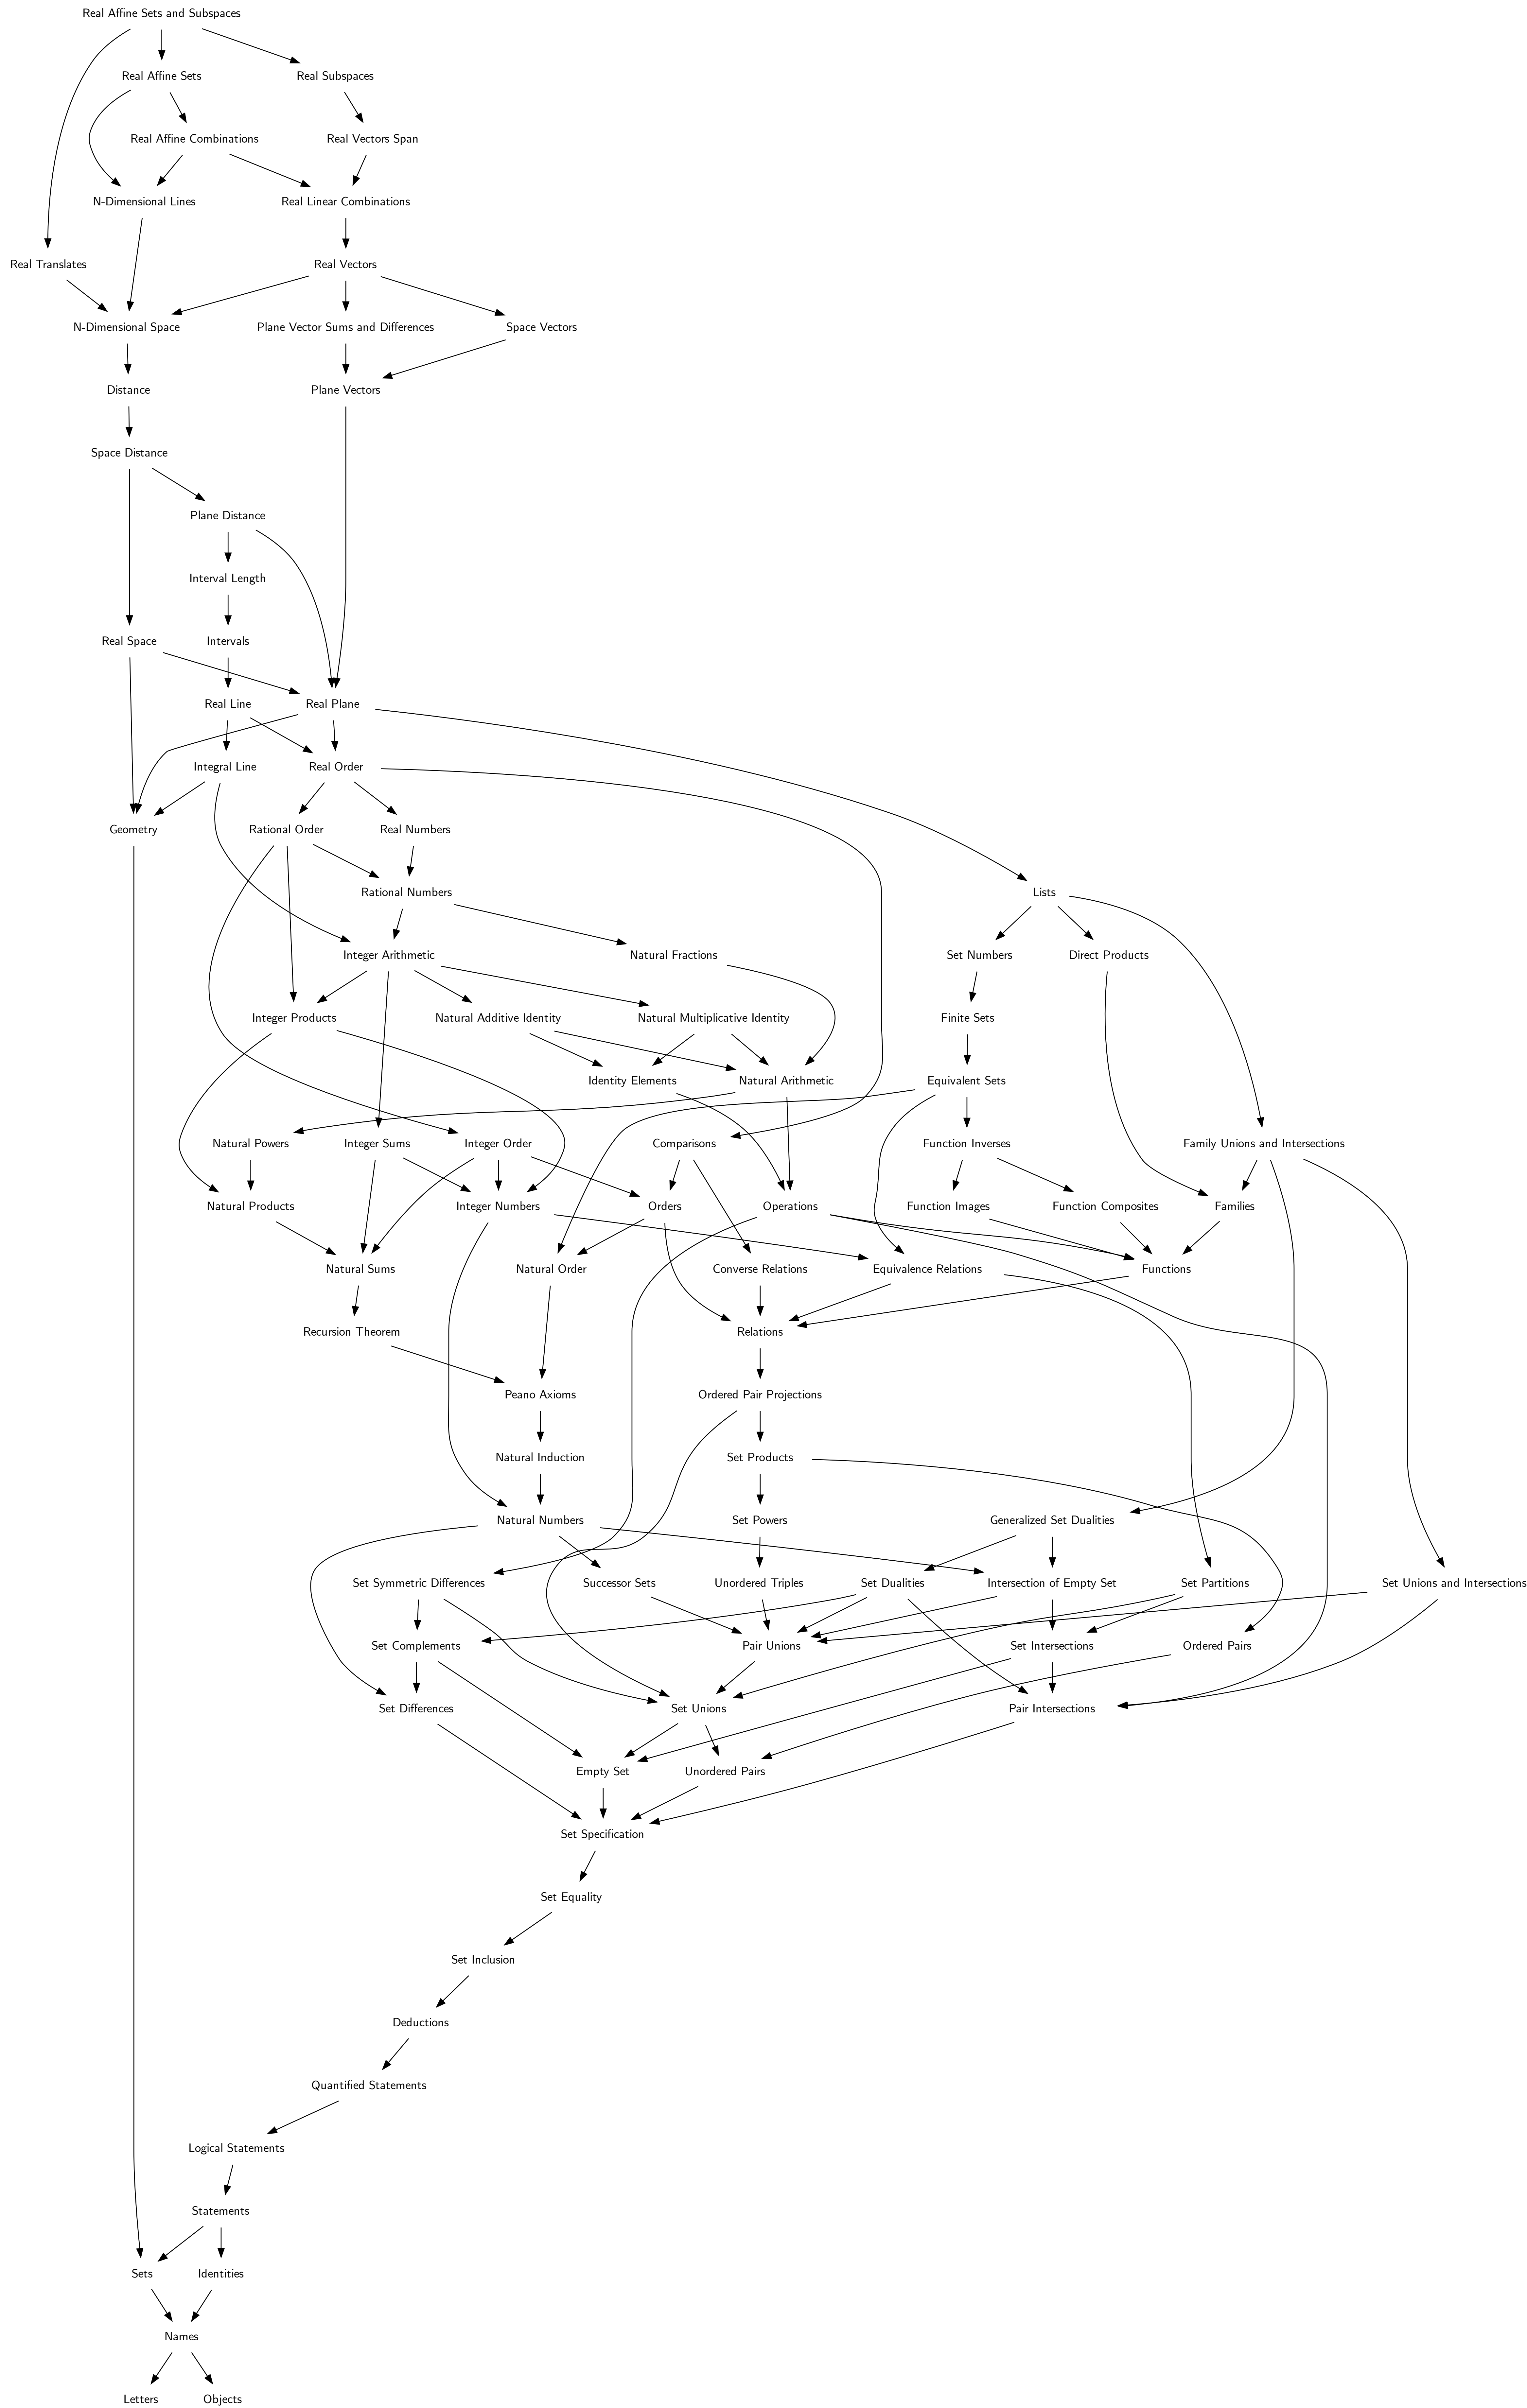 Real Affine Sets and Subspaces
Real Affine Sets
Real Subspaces
Real Affine Combinations
Real Vectors Span
N-Dimensional Lines
Real Linear Combinations
Real Translates
Real Vectors
N-Dimensional Space
Plane Vector Sums and Differences
Space Vectors
Distance
Plane Vectors
Space Distance
Plane Distance
Interval Length
Real Space
Intervals
Real Line
Real Plane
Integral Line
Real Order
Geometry
Rational Order
Real Numbers
Rational Numbers
Lists
Integer Arithmetic
Natural Fractions
Set Numbers
Direct Products
Integer Products
Natural Additive Identity
Natural Multiplicative Identity
Finite Sets
Identity Elements
Natural Arithmetic
Equivalent Sets
Natural Powers
Integer Sums
Integer Order
Comparisons
Function Inverses
Family Unions and Intersections
Natural Products
Integer Numbers
Orders
Operations
Function Images
Function Composites
Families
Natural Sums
Natural Order
Converse Relations
Equivalence Relations
Functions
Recursion Theorem
Relations
Peano Axioms
Ordered Pair Projections
Natural Induction
Set Products
Natural Numbers
Set Powers
Generalized Set Dualities
Set Symmetric Differences
Successor Sets
Unordered Triples
Set Dualities
Intersection of Empty Set
Set Partitions
Set Unions and Intersections
Set Complements
Pair Unions
Set Intersections
Ordered Pairs
Set Differences
Set Unions
Pair Intersections
Empty Set
Unordered Pairs
Set Specification
Set Equality
Set Inclusion
Deductions
Quantified Statements
Logical Statements
Statements
Sets
Identities
Names
Letters
Objects